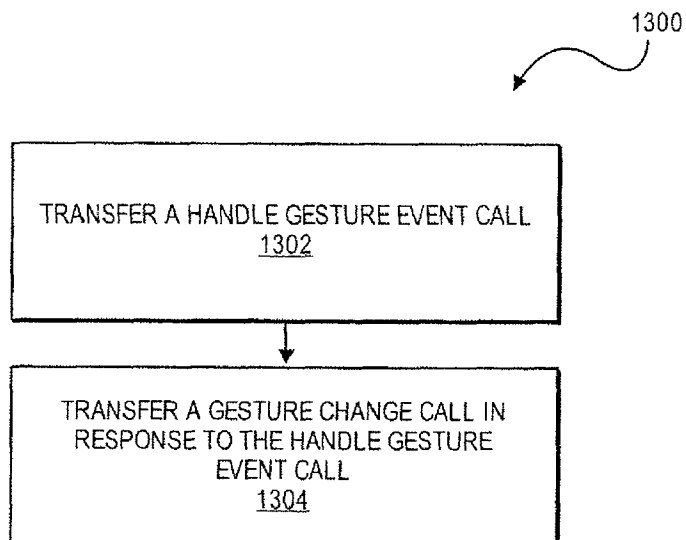 1300
TRANSFER A HANDLE GESTURE EVENT CALL
1302
TRANSFER A GESTURE CHANGE CALL IN
RESPONSE TO THE HANDLE GESTURE
EVENT CALL
1304